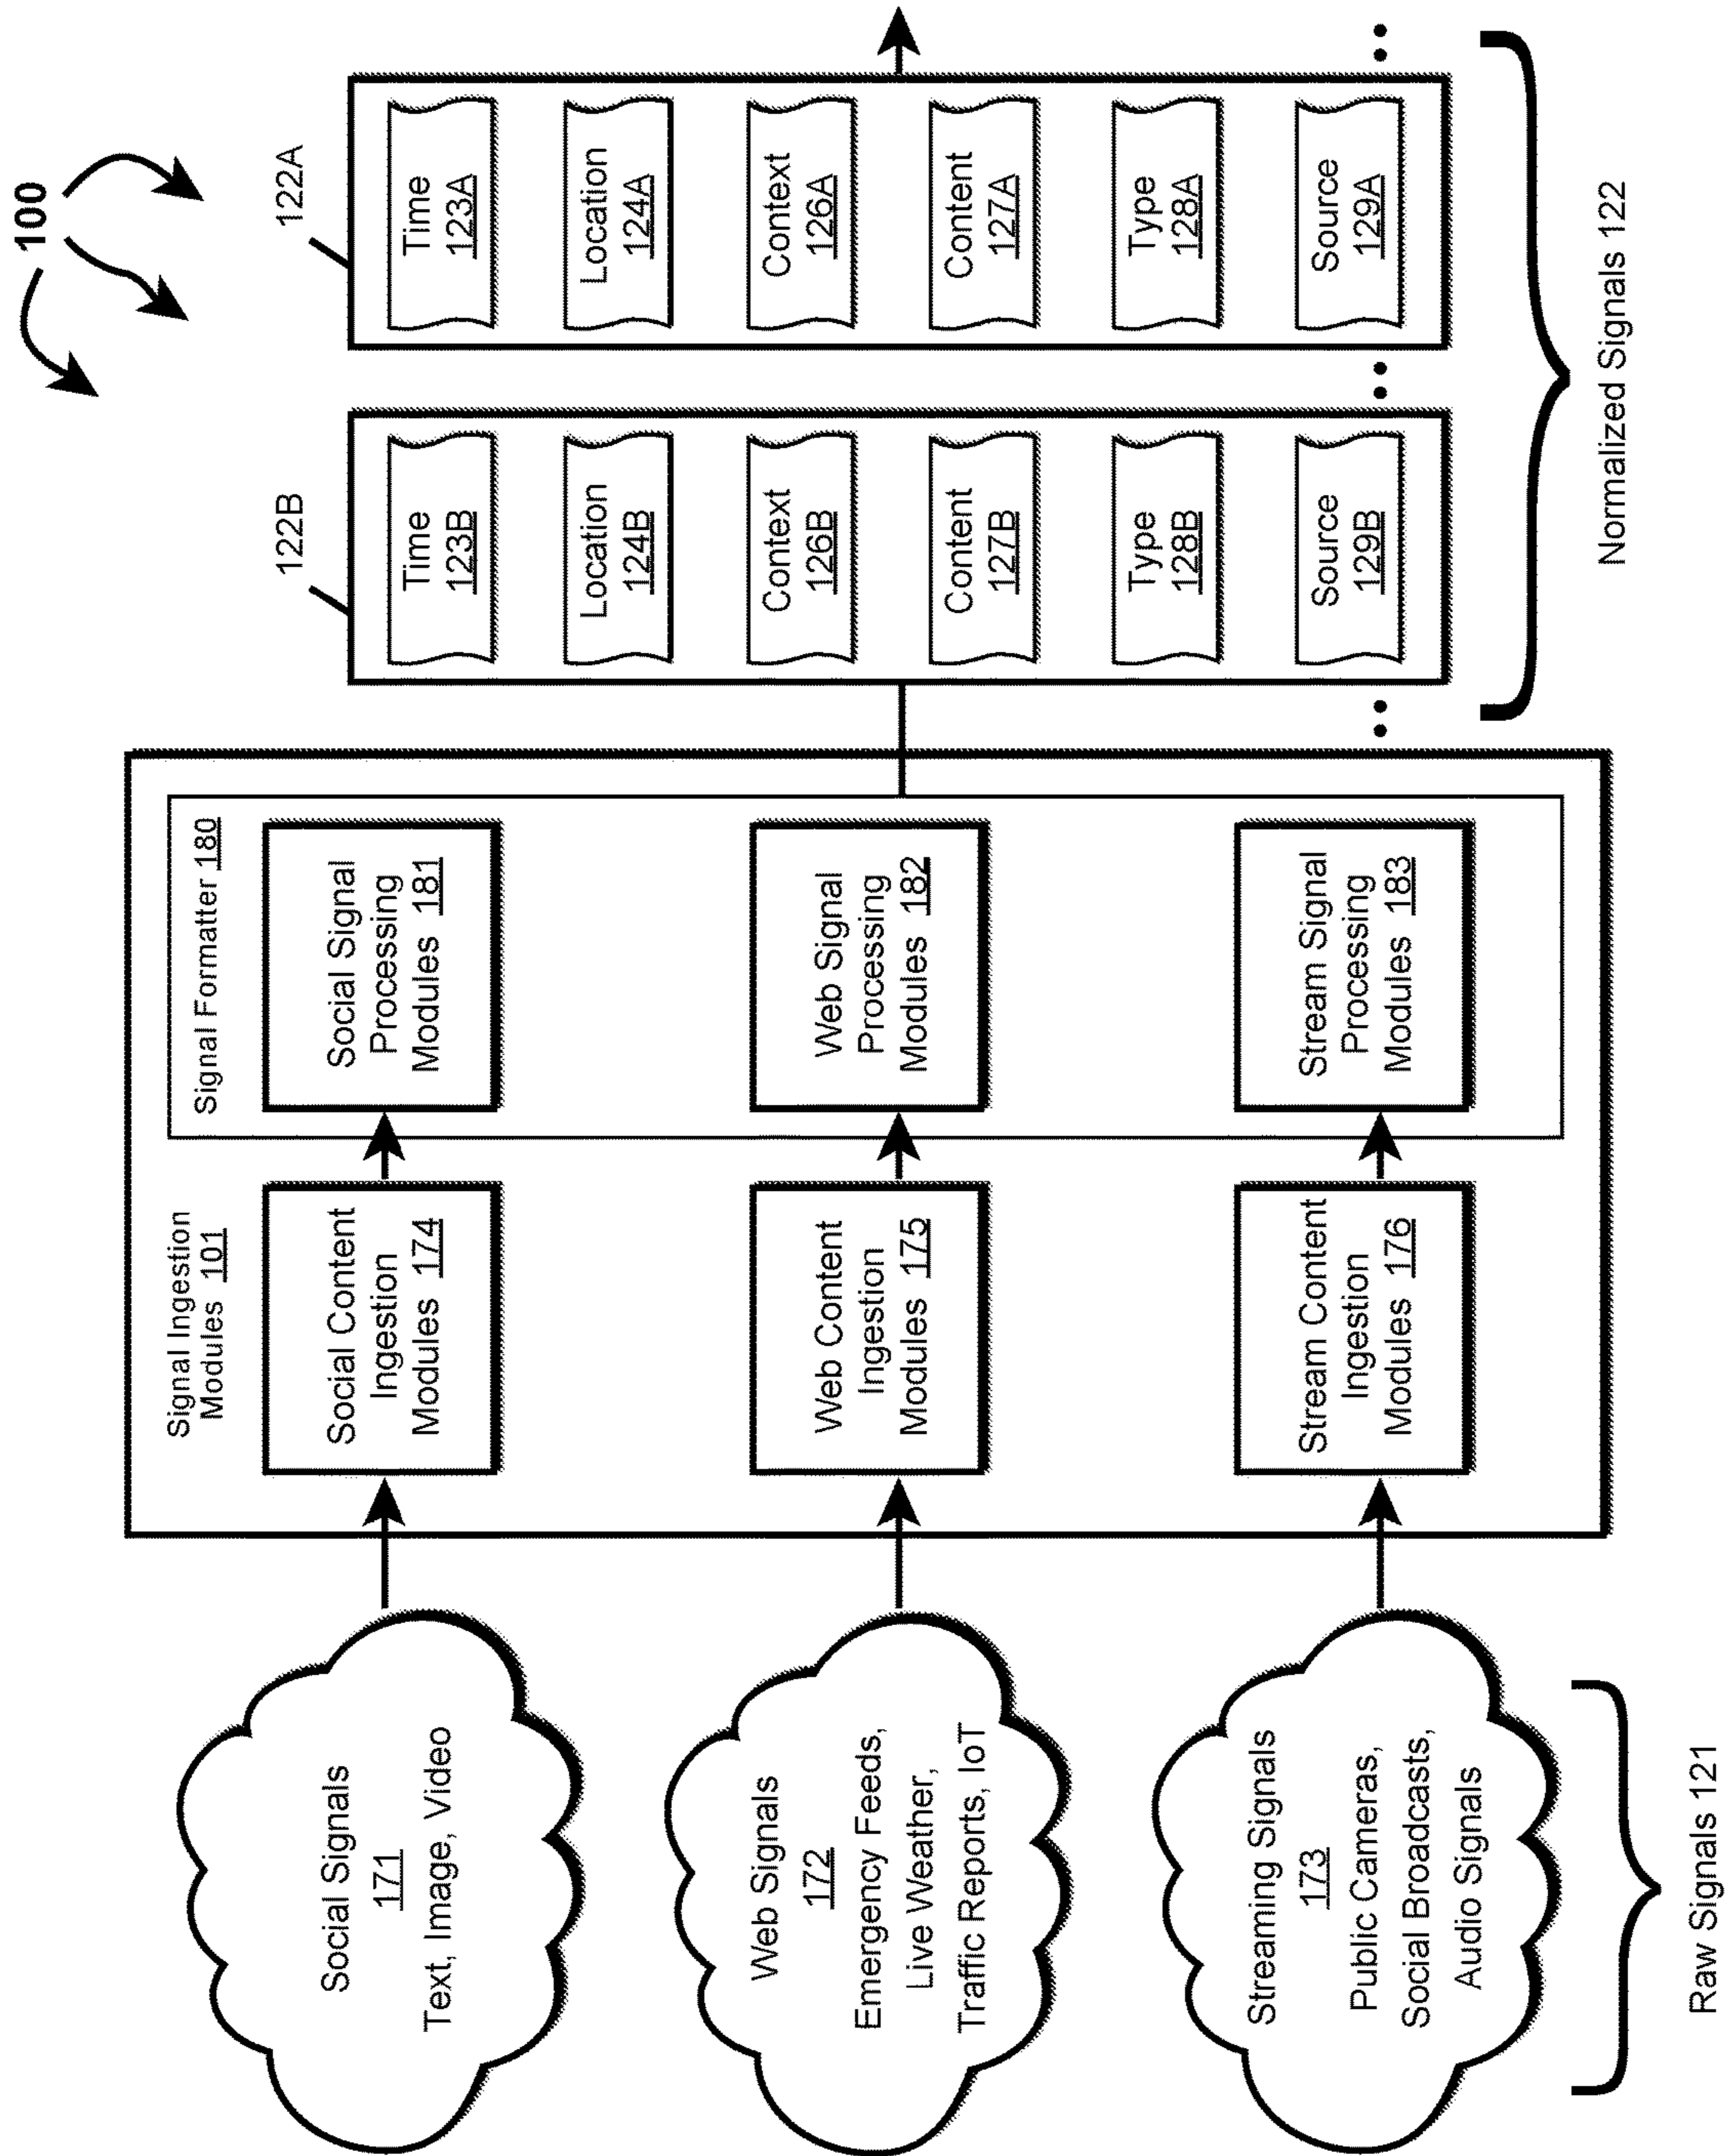 100
Social Signals
171
Text, Image, Video
Web Signals
172
Emergency Feeds,
Live Weather,
Traffic Reports, IoT
Streaming Signals
173
Public Cameras,
Social Broadcasts,
Audio Signals
Raw Signals 121
Signal Ingestion
Modules 101
Social Content
Ingestion
Modules 174
Web Content
Ingestion
Modules 175
Stream Content
Ingestion
Modules 176
Signal Formatter 180
Social Signal
Processing
Modules 181
Web Signal
Processing
Modules 182
Stream Signal
Processing
Modules 183
122B
Time
123B
Location
124B
Context
126B
Content
127B
Type
128B
Source
129B
122A
Time
123A
Location
124A
Context
126A
Content
127A
Type
128A
Source
129A
Normalized Signals 122